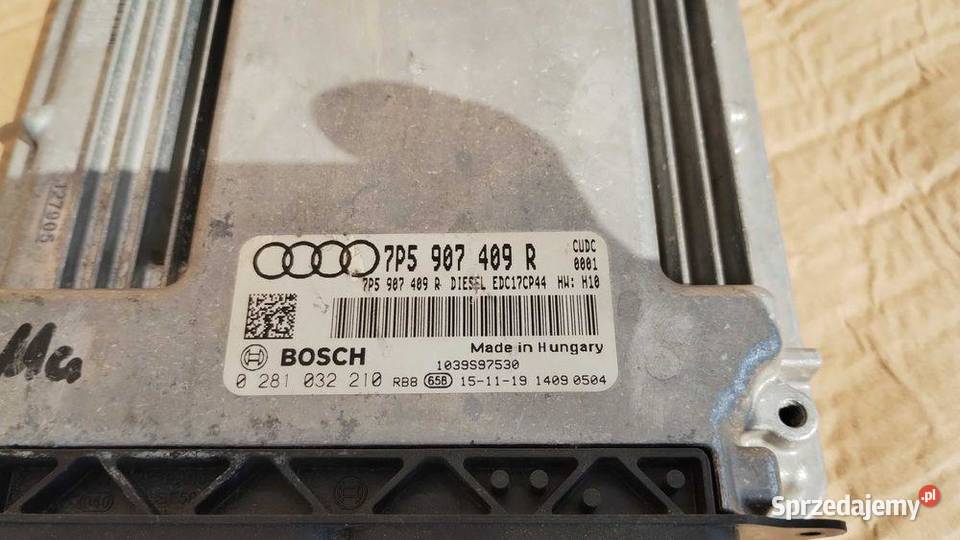 127905
7P5 907 409 R
CUDC
0001
7P5 907 409 R DIESEL EDC17CP44 HW: H10
Made in Hungary
BOSCH
1039S97530
0 281 032 210 RB8 65B 15-11-19 1409 0504
Sprzedajemy.pl